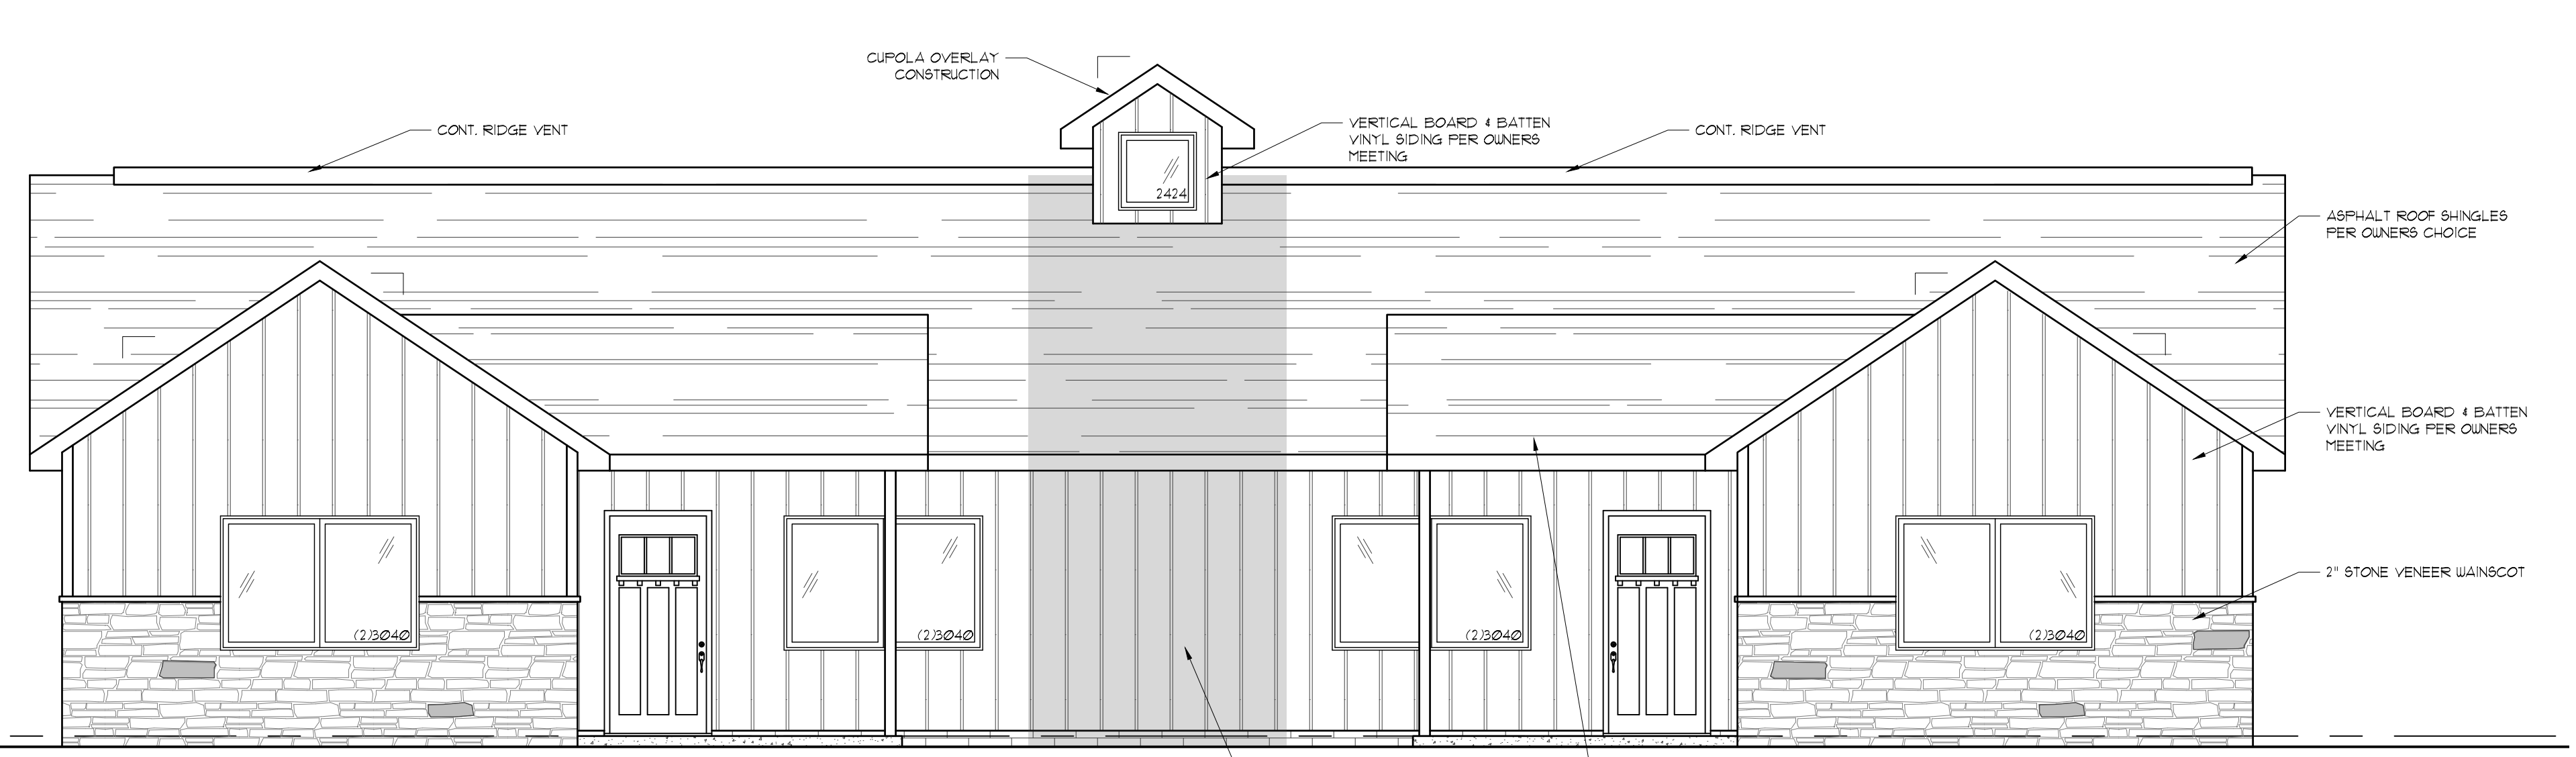 CUPOLA OVERLAY
CONSTRUCTION
CONT. RIDGE VENT
VERTICAL BOARD & BATTEN
VINYL SIDING PER OWNERS
MEETING
CONT. RIDGE VENT
2424
ASPHALT ROOF SHINGLES
PER OWNERS CHOICE
VERTICAL BOARD & BATTEN
VINYL SIDING PER OWNERS
MEETING
2" STONE VENEER WAINSCOT
(2)3040
(2)3040
(2)3040
(2)3040